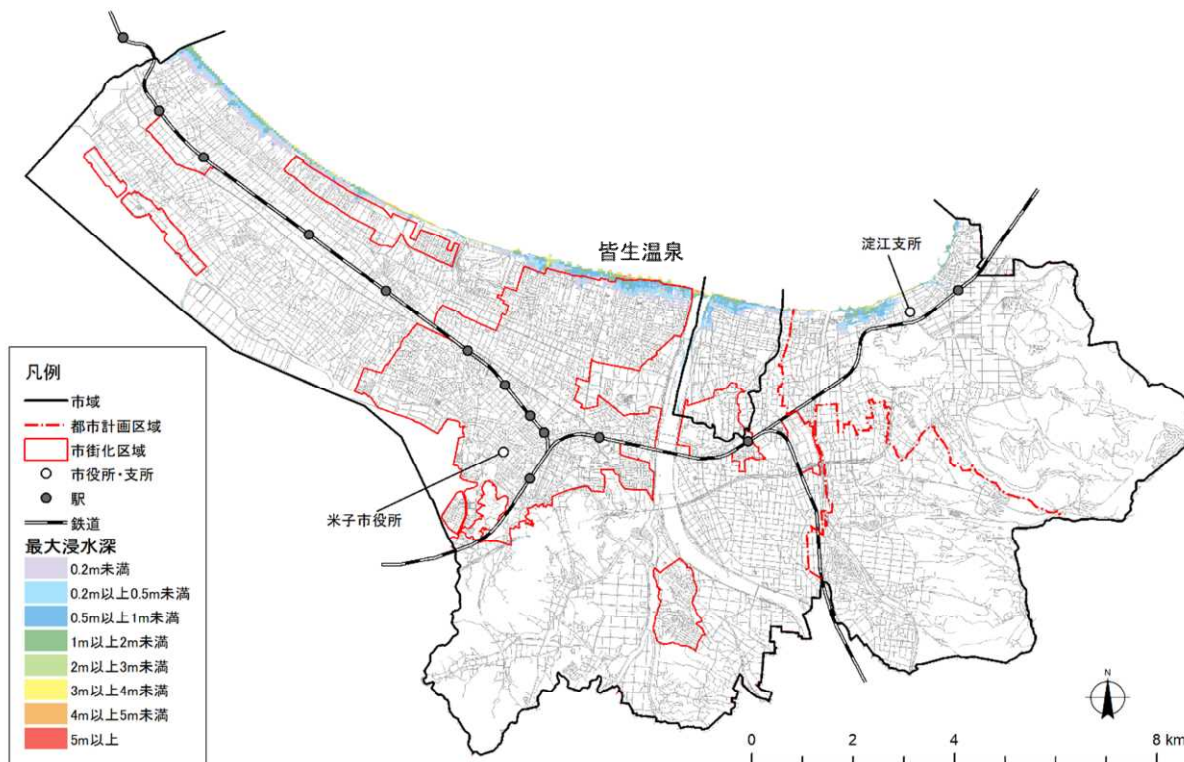 皆生温泉
淀江支所
米子市役所
凡例
市域
都市計画区域
市街化区域
市役所・支所
駅
鉄道
最大浸水深
0.2m未満
0.2m以上0.5m未満
0.5m以上1m未満
1m以上2m未満
2m以上3m未満
3m以上4m未満
4m以上5m未満
5m以上
N
0 2 4 8 km